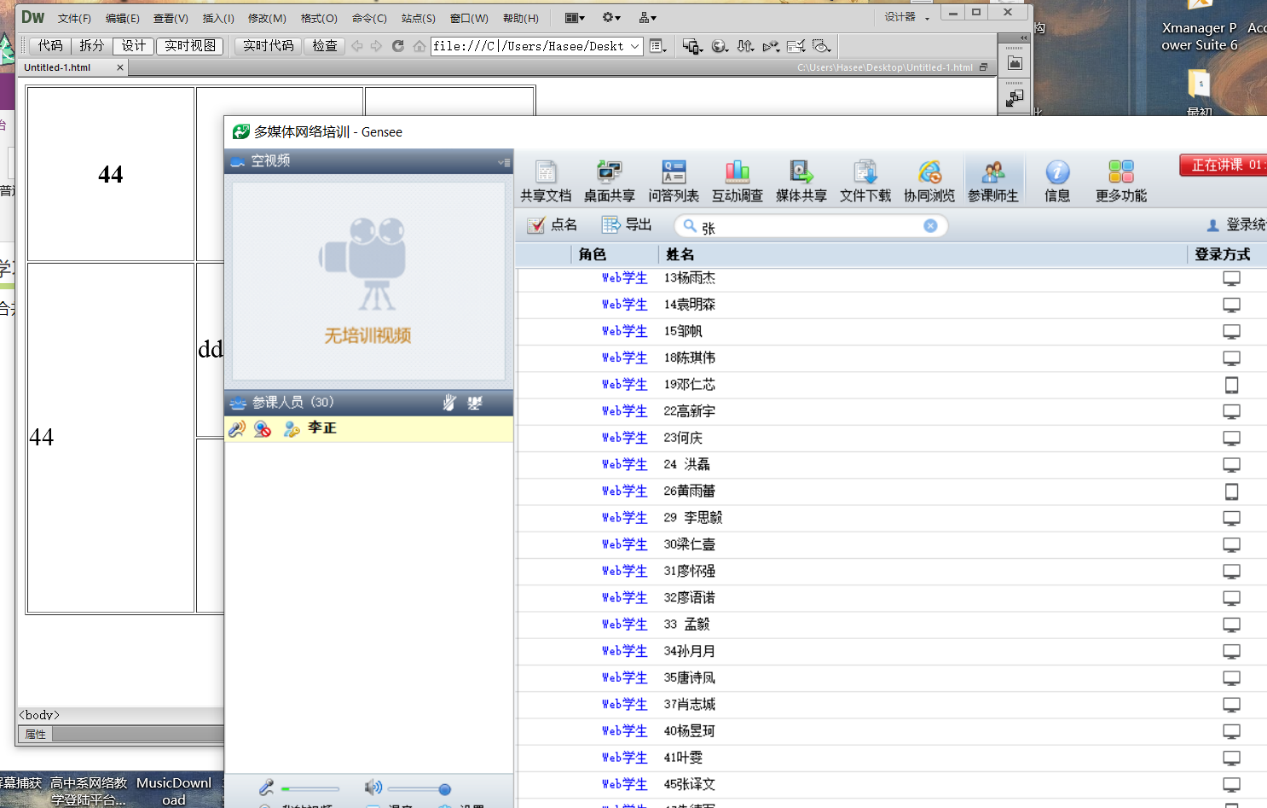 Dw 文件(F) 编辑(E) 查看(V) 插入(I) 修改(M) 格式(O) 命令(C) 站点(S) 窗口(W) 帮助(H) 设计器
代码 拆分 设计 实时视图 实时代码 检查 file:///C|/Users/Hasee/Deskt
Untitled-1.html C:\Users\Hasee\Desktop\Untitled-1.html
Xmanager P
ower Suite 6
Acc
最初
44
dd
44
<body>
属性
屏幕捕获
高中系网络教
学登陆平台...
MusicDownl
oad
多媒体网络培训 - Gensee
空视频
无培训视频
参课人员 (30)
李正
共享文档 桌面共享 问答列表 互动调查 媒体共享 文件下载 协同浏览 参课师生 信息 更多功能
正在讲课 01:
点名 导出 张 登录统
角色 姓名 登录方式
Web学生 13杨雨杰
Web学生 14袁明森
Web学生 15邹帆
Web学生 18陈琪伟
Web学生 19邓仁芯
Web学生 22高新宇
Web学生 23何庆
Web学生 24 洪磊
Web学生 26黄雨蕃
Web学生 29 李思毅
Web学生 30梁仁壹
Web学生 31廖怀强
Web学生 32廖语诺
Web学生 33 孟毅
Web学生 34孙月月
Web学生 35唐诗凤
Web学生 37肖志城
Web学生 40杨昱珂
Web学生 41叶雯
Web学生 45张译文